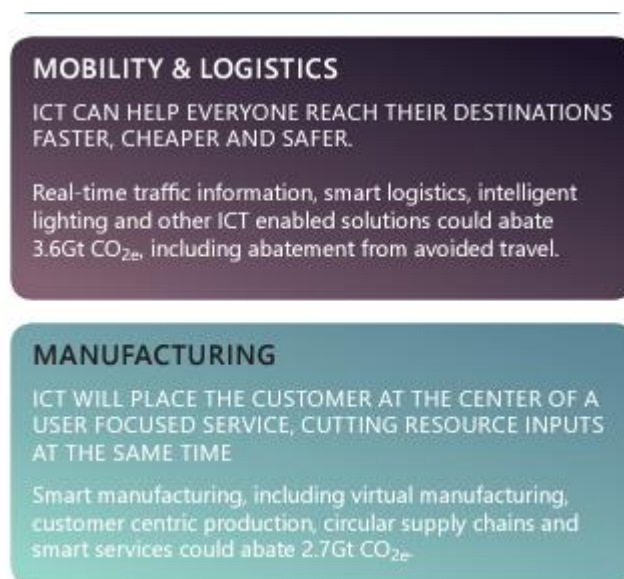 MOBILITY & LOGISTICS
ICT CAN HELP EVERYONE REACH THEIR DESTINATIONS
FASTER, CHEAPER AND SAFER.
Real-time traffic information, smart logistics, intelligent
lighting and other ICT enabled solutions could abate
3.6Gt CO2e, including abatement from avoided travel.
MANUFACTURING
ICT WILL PLACE THE CUSTOMER AT THE CENTER OF A
USER FOCUSED SERVICE, CUTTING RESOURCE INPUTS
AT THE SAME TIME
Smart manufacturing, including virtual manufacturing,
customer centric production, circular supply chains and
smart services could abate 2.7Gt CO2e.